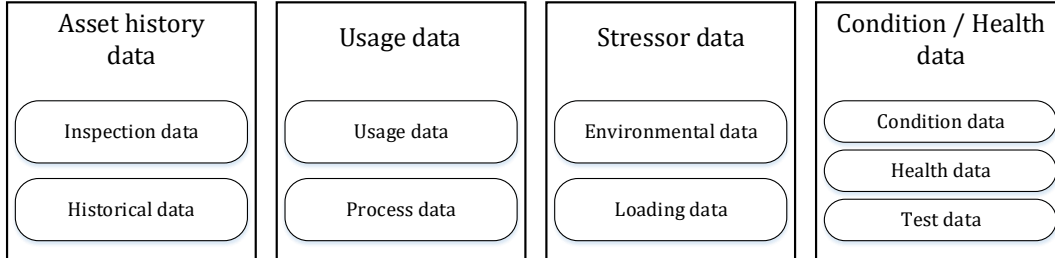 Asset history
data
Inspection data
Historical data
Usage data
Usage data
Process data
Stressor data
Environmental data
Loading data
Condition / Health
data
Condition data
Health data
Test data